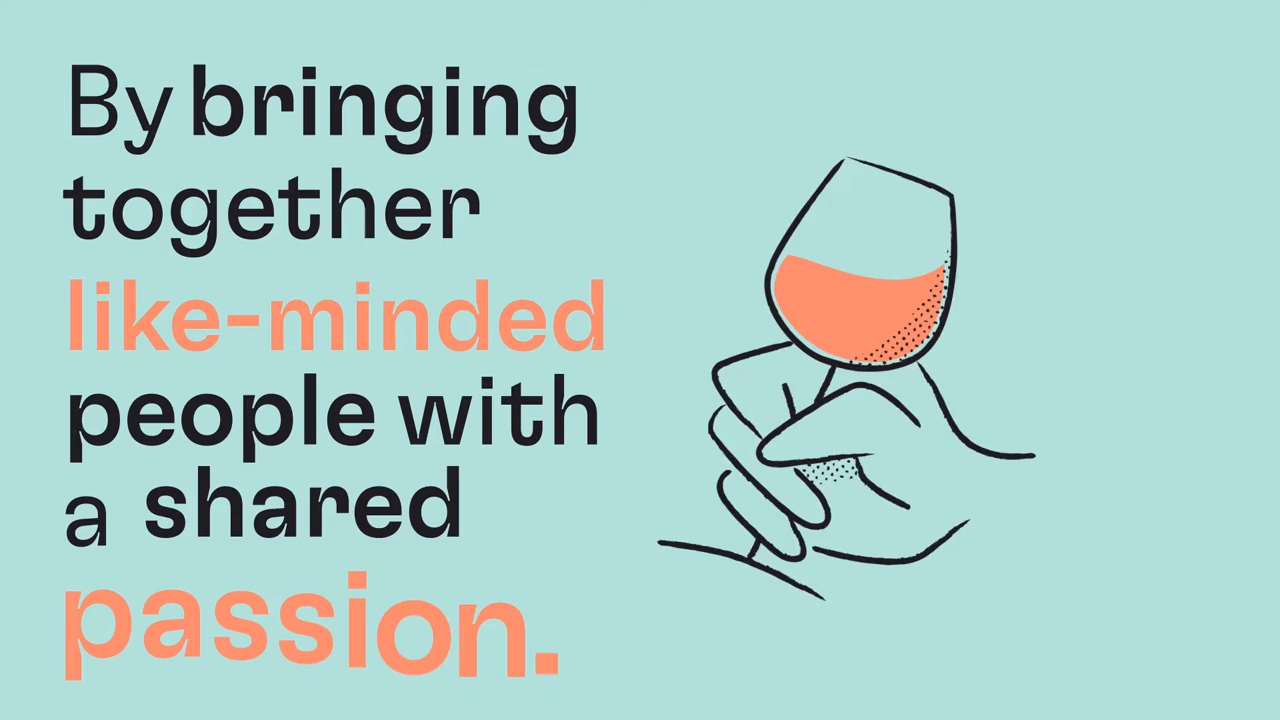 By bringing
together
like-minded
people with
a shared
passion.